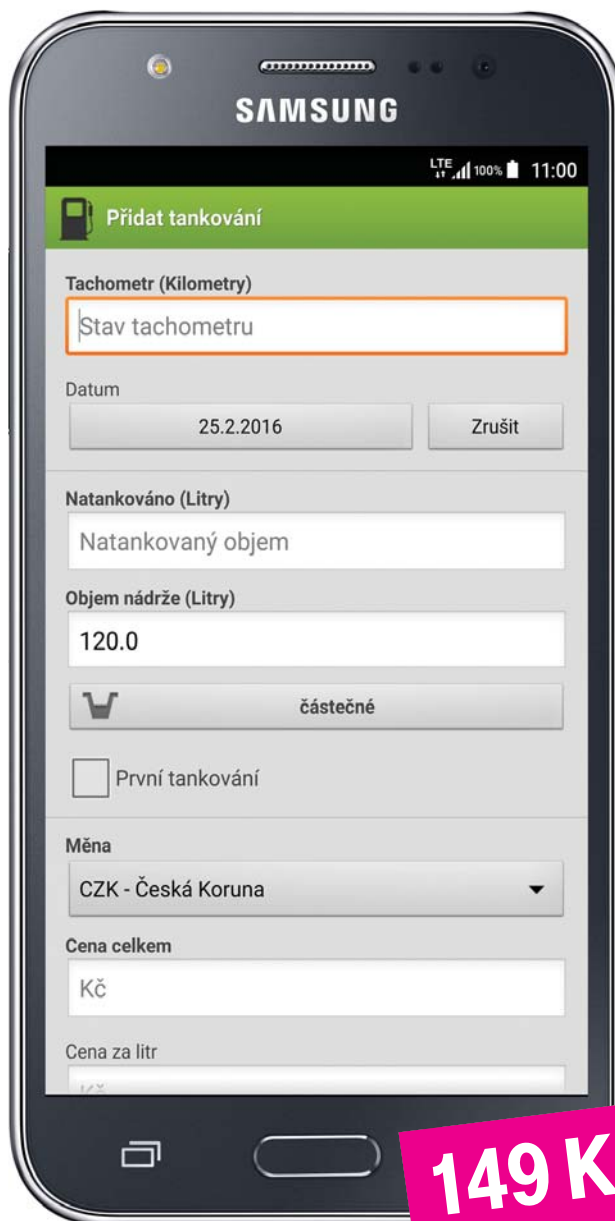 SAMSUNG
LTE 100% 11:00
Přidat tankování
Tachometr (Kilometry)
Stav tachometru
Datum
25.2.2016 Zrušit
Natankováno (Litry)
Natankovaný objem
Objem nádrže (Litry)
120.0
částečné
První tankování
Měna
CZK - Česká Koruna
Cena celkem
Kč
Cena za litr
Kč
149 K